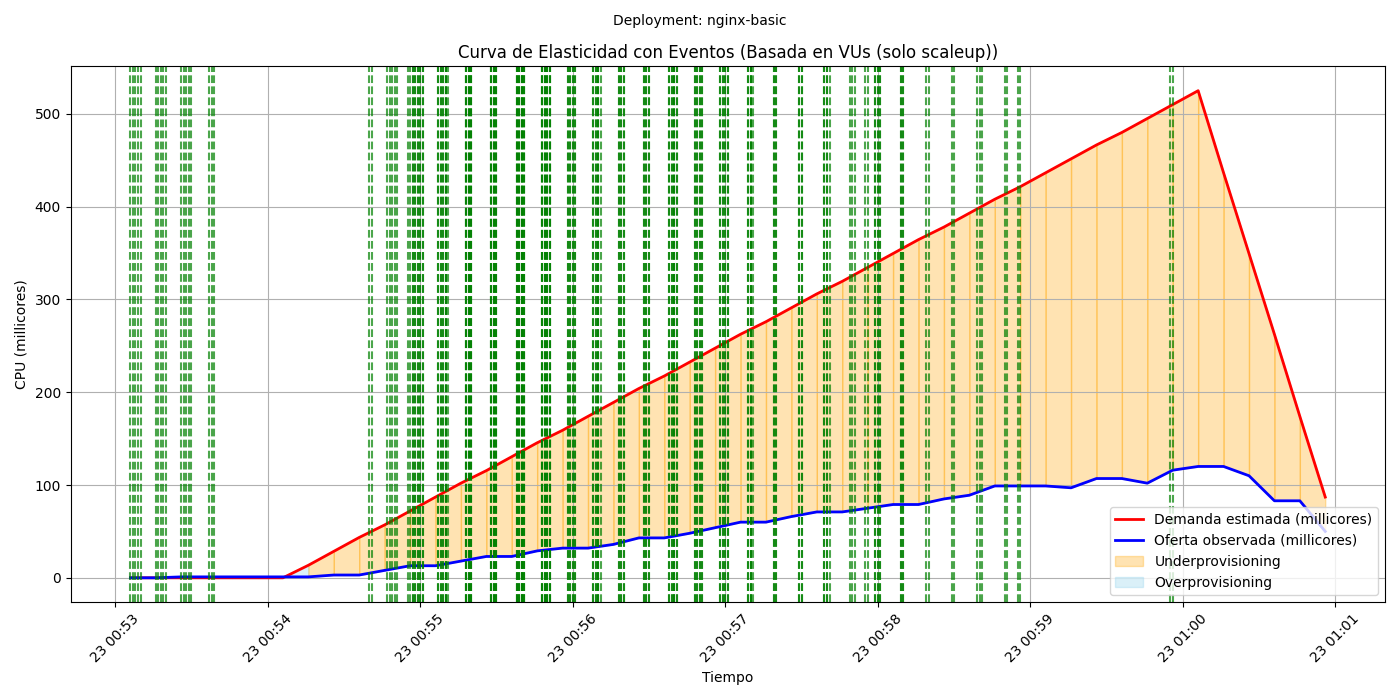 Deployment: nginx-basic
Curva de Elasticidad con Eventos (Basada en VUs (solo scaleup))
CPU (millicores)
500
400
300
200
100
0
Demanda estimada (millicores)
Oferta observada (millicores)
Underprovisioning
Overprovisioning
23 00:53
23 00:54
23 00:55
23 00:56
23 00:57
23 00:58
23 00:59
23 01:00
23 01:01
Tiempo